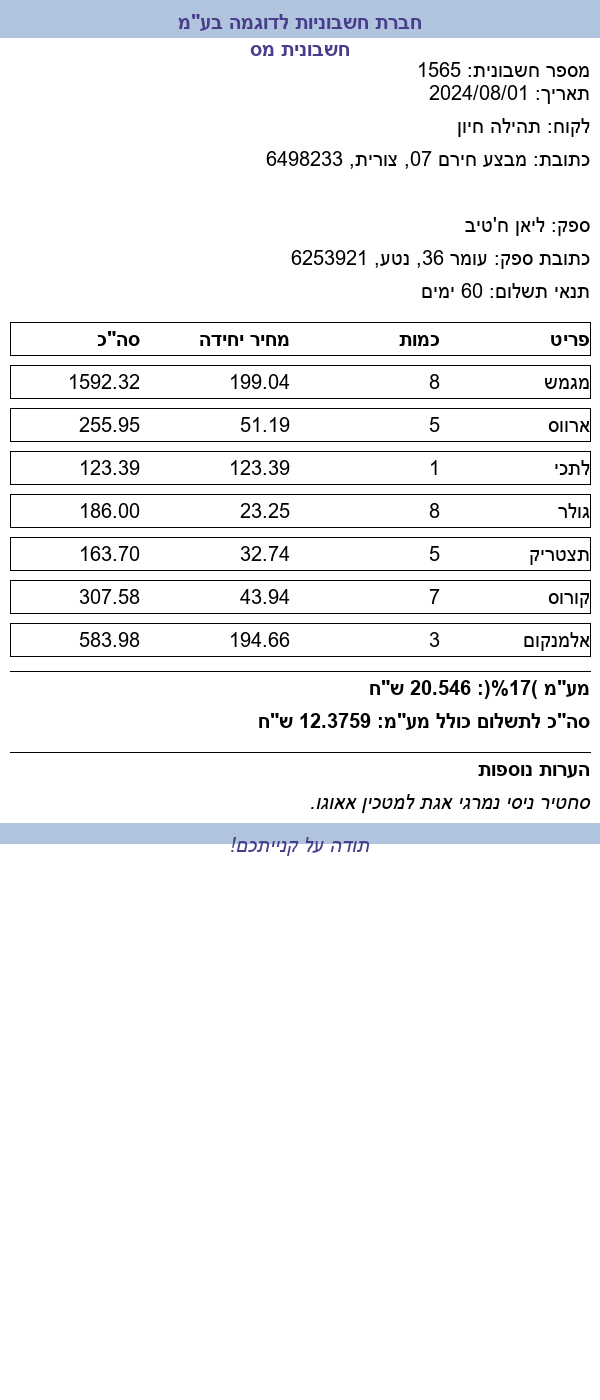 חברת חשבוניות לדוגמה בע"מ
חשבונית מס
מספר חשבונית: 1565
תאריך: 2024/08/01
לקוח: תהילה חיון
כתובת: מבצע חירם 07, צורית, 6498233
ספק: ליאן ח'טיב
כתובת ספק: עומר 36, נטע, 6253921
תנאי תשלום: 60 ימים
פריט כמות מחיר יחידה סה"כ
מגמש 8 199.04 1592.32
ארווס 5 51.19 255.95
לתכי 1 123.39 123.39
גולר 8 23.25 186.00
תצטריק 5 32.74 163.70
קורוס 7 43.94 307.58
אלמנקום 3 194.66 583.98
מע"מ )17%(: 20.546 ש"ח
סה"כ לתשלום כולל מע"מ: 12.3759 ש"ח
הערות נוספות
סחטיר ניסי נמרגי אגת למטכין אאוגו.
תודה על קנייתכם!